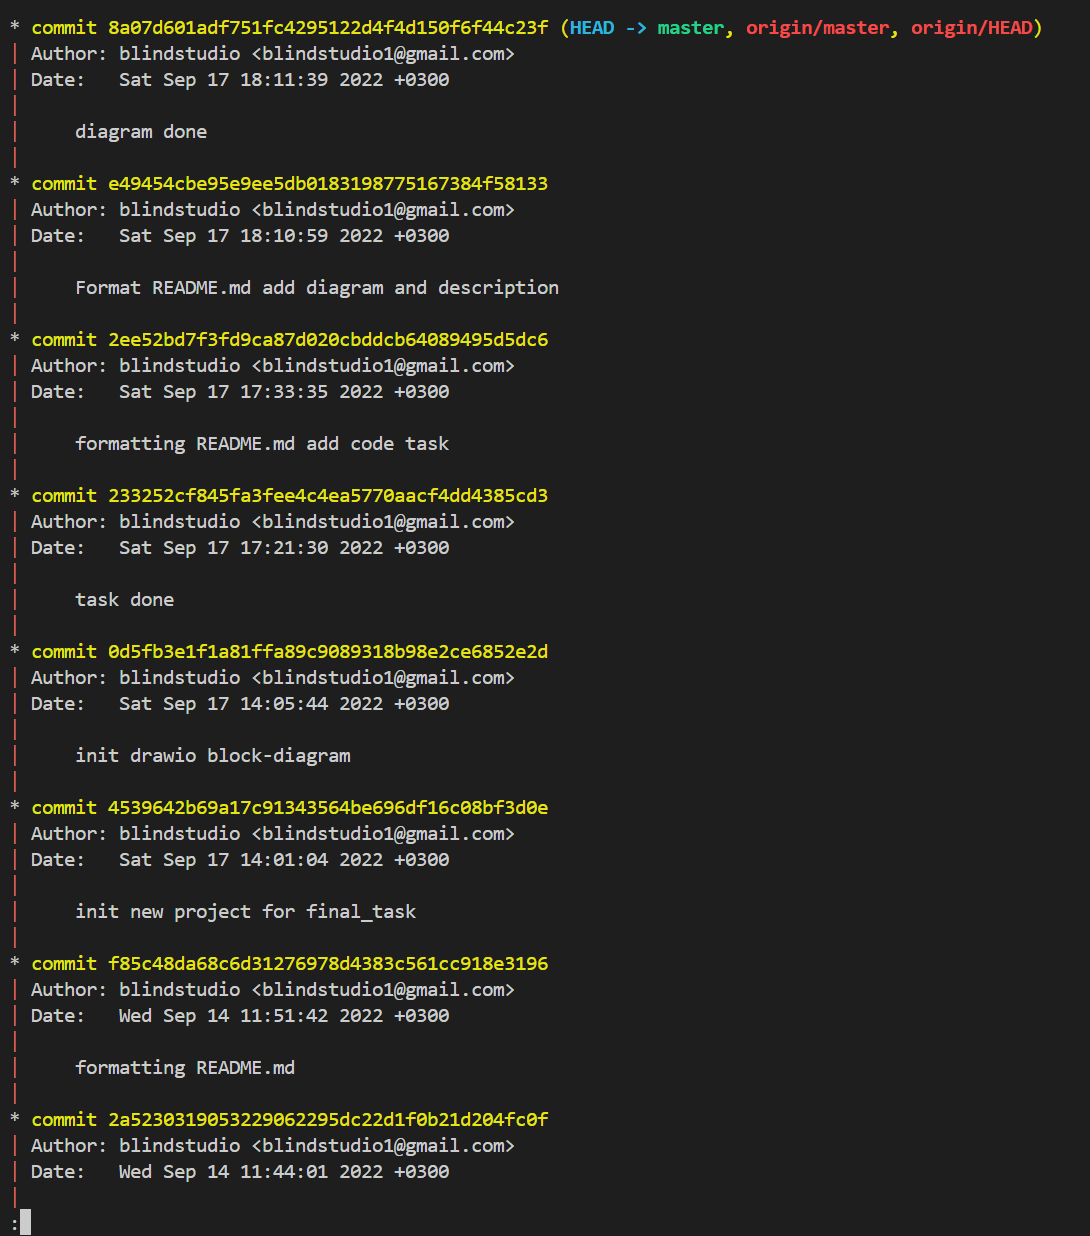 * commit 8a07d601adf751fc4295122d4f4d150f6f44c23f (HEAD -> master, origin/master, origin/HEAD)
| Author: blindstudio <blindstudio1@gmail.com>
| Date:   Sat Sep 17 18:11:39 2022 +0300
|
|     diagram done
|
* commit e49454cbe95e9ee5db0183198775167384f58133
| Author: blindstudio <blindstudio1@gmail.com>
| Date:   Sat Sep 17 18:10:59 2022 +0300
|
|     Format README.md add diagram and description
|
* commit 2ee52bd7f3fd9ca87d020cbddcb64089495d5dc6
| Author: blindstudio <blindstudio1@gmail.com>
| Date:   Sat Sep 17 17:33:35 2022 +0300
|
|     formatting README.md add code task
|
* commit 233252cf845fa3fee4c4ea5770aacf4dd4385cd3
| Author: blindstudio <blindstudio1@gmail.com>
| Date:   Sat Sep 17 17:21:30 2022 +0300
|
|     task done
|
* commit 0d5fb3e1f1a81ffa89c9089318b98e2ce6852e2d
| Author: blindstudio <blindstudio1@gmail.com>
| Date:   Sat Sep 17 14:05:44 2022 +0300
|
|     init drawio block-diagram
|
* commit 4539642b69a17c91343564be696df16c08bf3d0e
| Author: blindstudio <blindstudio1@gmail.com>
| Date:   Sat Sep 17 14:01:04 2022 +0300
|
|     init new project for final_task
|
* commit f85c48da68c6d31276978d4383c561cc918e3196
| Author: blindstudio <blindstudio1@gmail.com>
| Date:   Wed Sep 14 11:51:42 2022 +0300
|
|     formatting README.md
|
* commit 2a5230319053229062295dc22d1f0b21d204fc0f
| Author: blindstudio <blindstudio1@gmail.com>
| Date:   Wed Sep 14 11:44:01 2022 +0300
|
: